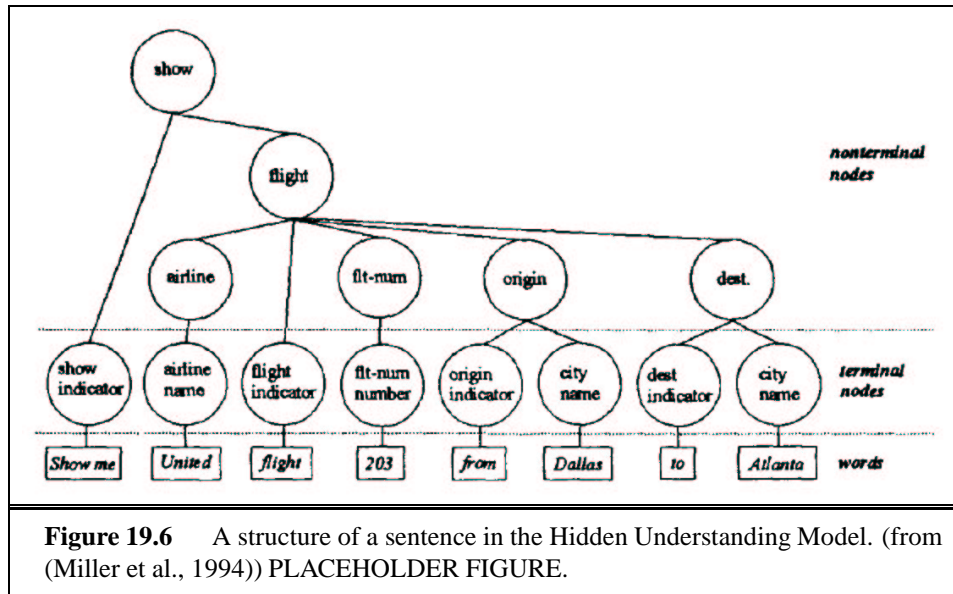 show
flight
nonterminal
nodes
airline
flt-num
origin
dest.
show
indicator
airline
name
flight
indicator
flt-num
number
origin
indicator
city
name
dest
indicator
city
name
terminal
nodes
Show me
United
flight
203
from
Dallas
to
Atlanta
words
Figure 19.6 A structure of a sentence in the Hidden Understanding Model. (from
(Miller et al., 1994)) PLACEHOLDER FIGURE.